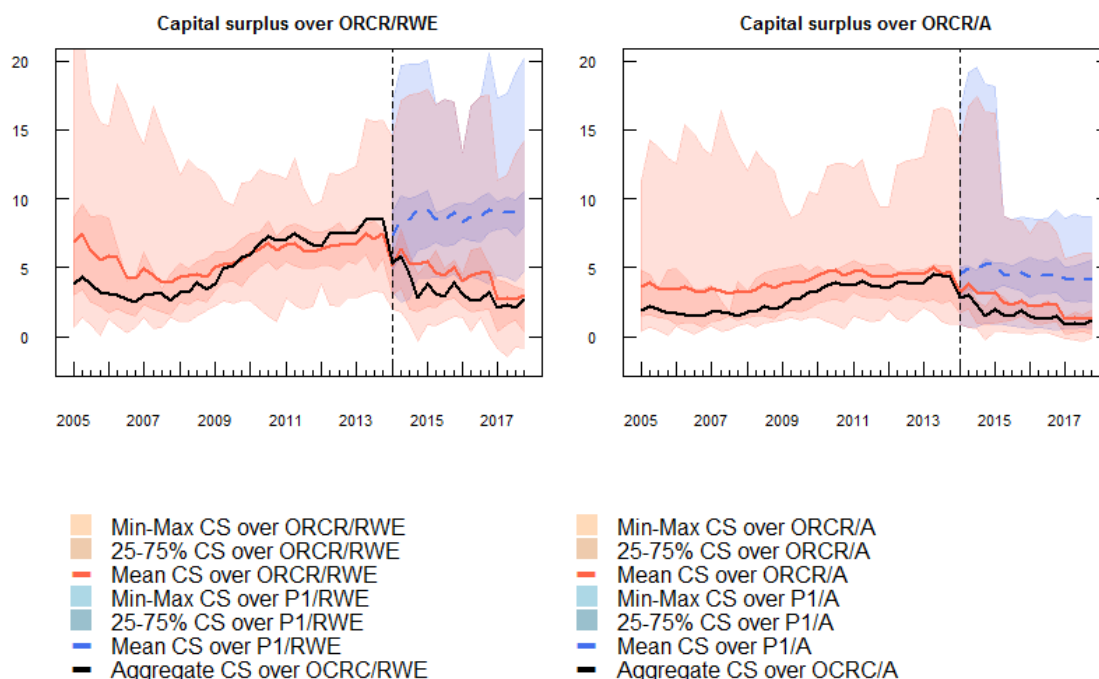 Capital surplus over ORCR/RWE
20
15
10
5
0
2005 2007 2009 2011 2013 2015 2017
Min-Max CS over ORCR/RWE
25-75% CS over ORCR/RWE
Mean CS over ORCR/RWE
Min-Max CS over P1/RWE
25-75% CS over P1/RWE
Mean CS over P1/RWE
Aggregate CS over OCRC/RWE
Capital surplus over ORCR/A
20
15
10
5
0
2005 2007 2009 2011 2013 2015 2017
Min-Max CS over ORCR/A
25-75% CS over ORCR/A
Mean CS over ORCR/A
Min-Max CS over P1/A
25-75% CS over P1/A
Mean CS over P1/A
Aggregate CS over OCRC/A